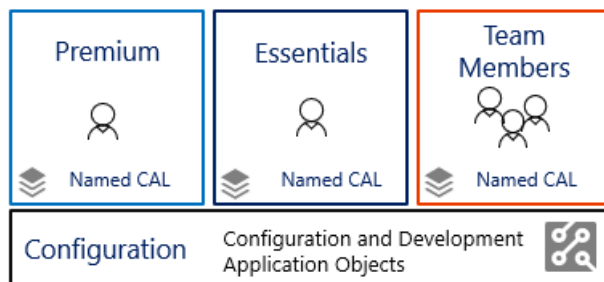 Premium
Essentials
Team
Members
Named CAL
Named CAL
Named CAL
Configuration
Configuration and Development
Application Objects